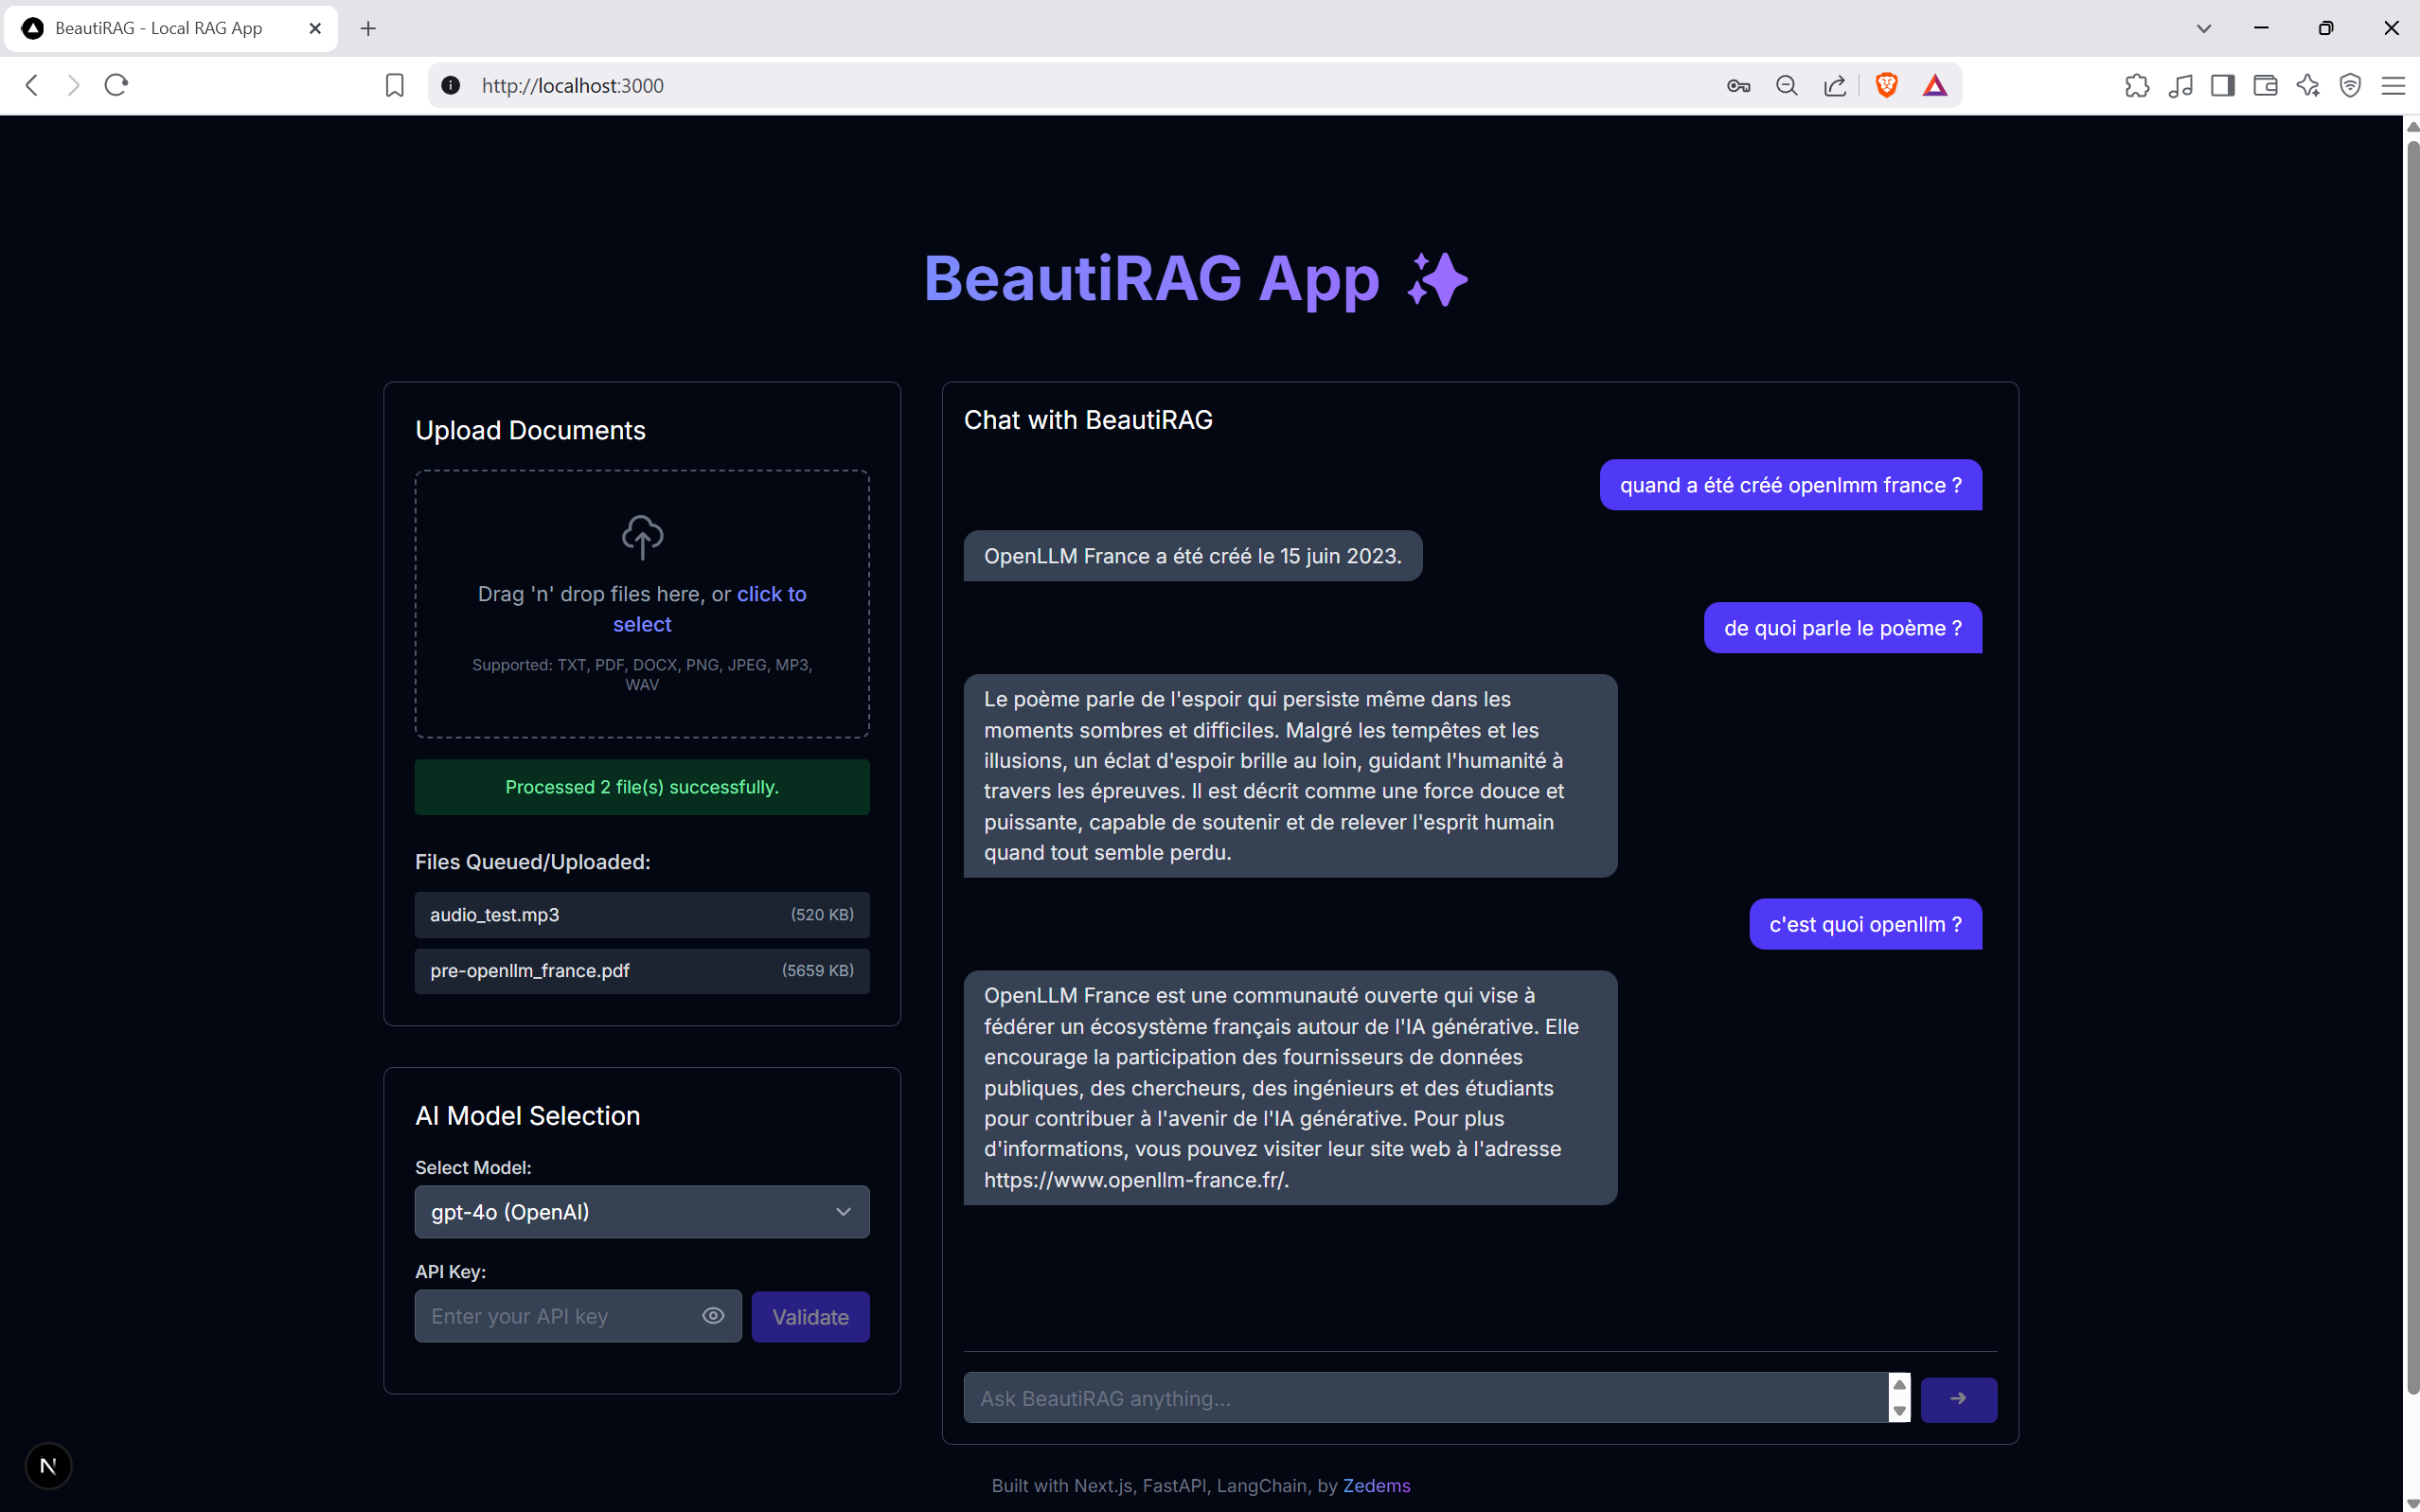 BeautiRAG - Local RAG App
http://localhost:3000
BeautiRAG App
Upload Documents
Drag 'n' drop files here, or click to
select
Supported: TXT, PDF, DOCX, PNG, JPEG, MP3,
WAV
Processed 2 file(s) successfully.
Files Queued/Uploaded:
audio_test.mp3 (520 KB)
pre-openllm_france.pdf (5659 KB)
AI Model Selection
Select Model:
gpt-4o (OpenAI)
API Key:
Enter your API key
Validate
Chat with BeautiRAG
quand a été créé openlmm france ?
OpenLLM France a été créé le 15 juin 2023.
de quoi parle le poème ?
Le poème parle de l'espoir qui persiste même dans les
moments sombres et difficiles. Malgré les tempêtes et les
illusions, un éclat d'espoir brille au loin, guidant l'humanité à
travers les épreuves. Il est décrit comme une force douce et
puissante, capable de soutenir et de relever l'esprit humain
quand tout semble perdu.
c'est quoi openllm ?
OpenLLM France est une communauté ouverte qui vise à
fédérer un écosystème français autour de l'IA générative. Elle
encourage la participation des fournisseurs de données
publiques, des chercheurs, des ingénieurs et des étudiants
pour contribuer à l'avenir de l'IA générative. Pour plus
d'informations, vous pouvez visiter leur site web à l'adresse
https://www.openllm-france.fr/.
Ask BeautiRAG anything...
N
Built with Next.js, FastAPI, LangChain, by Zedems